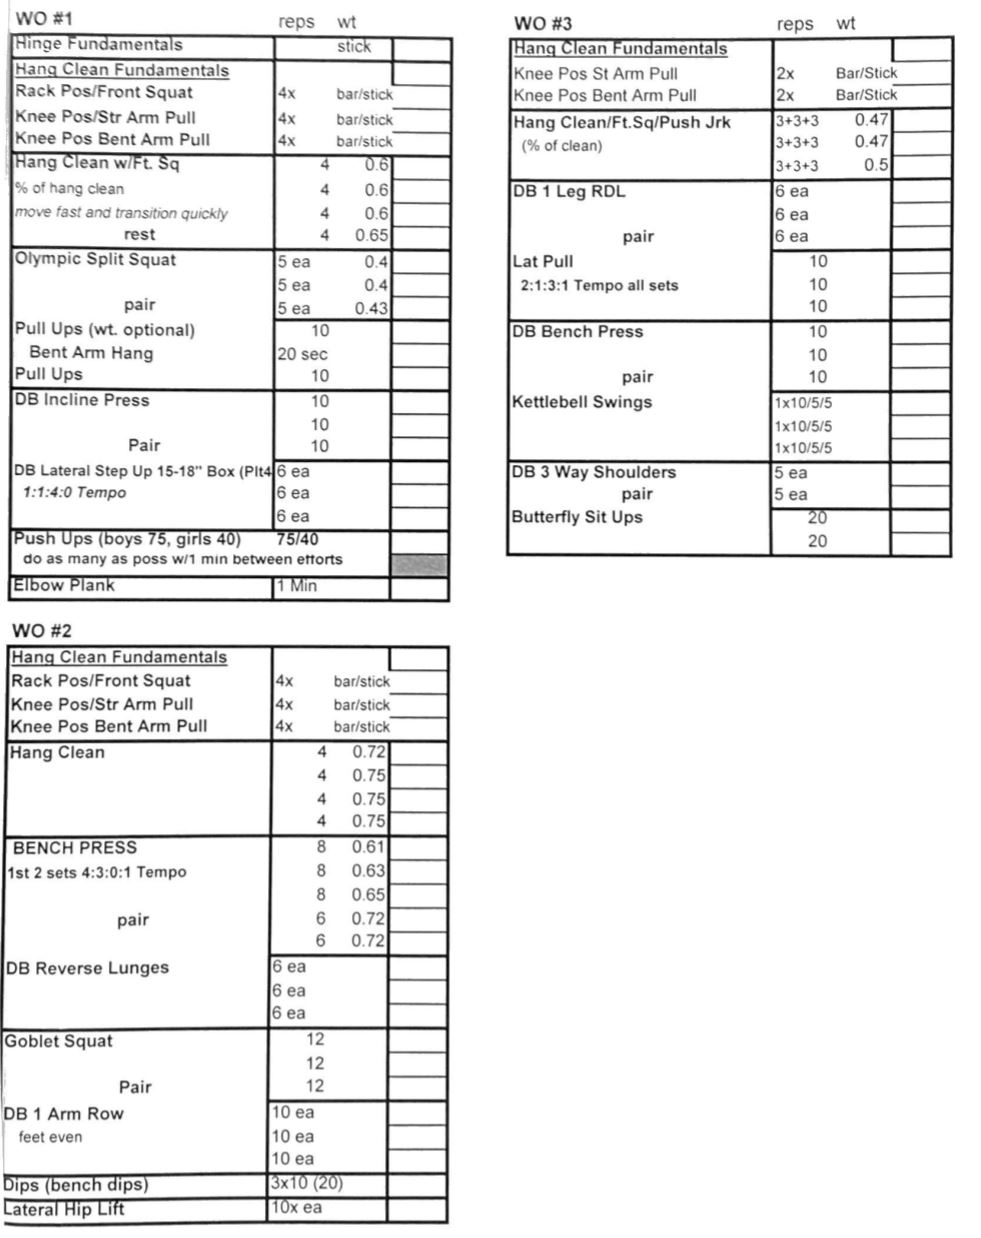 WO #1 reps wt
Hinge Fundamentals stick
Hang Clean Fundamentals
Rack Pos/Front Squat 4x bar/stick
Knee Pos/Str Arm Pull 4x bar/stick
Knee Pos Bent Arm Pull 4x bar/stick
Hang Clean w/Ft. Sq 4 0.6
% of hang clean 4 0.6
move fast and transition quickly 4 0.6
rest 4 0.65
Olympic Split Squat 5 ea 0.4
5 ea 0.4
pair 5 ea 0.43
Pull Ups (wt. optional) 10
Bent Arm Hang 20 sec
Pull Ups 10
DB Incline Press 10
10
Pair 10
DB Lateral Step Up 15-18" Box (Plt4 6 ea
1:1:4:0 Tempo 6 ea
6 ea
Push Ups (boys 75, girls 40) 75/40
do as many as poss w/1 min between efforts
Elbow Plank 1 Min
WO #2
Hang Clean Fundamentals
Rack Pos/Front Squat 4x bar/stick
Knee Pos/Str Arm Pull 4x bar/stick
Knee Pos Bent Arm Pull 4x bar/stick
Hang Clean 4 0.72
4 0.75
4 0.75
4 0.75
BENCH PRESS 8 0.61
1st 2 sets 4:3:0:1 Tempo 8 0.63
8 0.65
pair 6 0.72
6 0.72
DB Reverse Lunges 6 ea
6 ea
6 ea
Goblet Squat 12
12
Pair 12
DB 1 Arm Row 10 ea
feet even 10 ea
10 ea
Dips (bench dips) 3x10 (20)
Lateral Hip Lift 10x ea
WO #3 reps wt
Hang Clean Fundamentals
Knee Pos St Arm Pull 2x Bar/Stick
Knee Pos Bent Arm Pull 2x Bar/Stick
Hang Clean/Ft.Sq/Push Jrk 3+3+3 0.47
(% of clean) 3+3+3 0.47
3+3+3 0.5
DB 1 Leg RDL 6 ea
6 ea
pair 6 ea
Lat Pull 10
2:1:3:1 Tempo all sets 10
10
DB Bench Press 10
10
pair 10
Kettlebell Swings 1x10/5/5
1x10/5/5
1x10/5/5
DB 3 Way Shoulders 5 ea
pair 5 ea
Butterfly Sit Ups 20
20